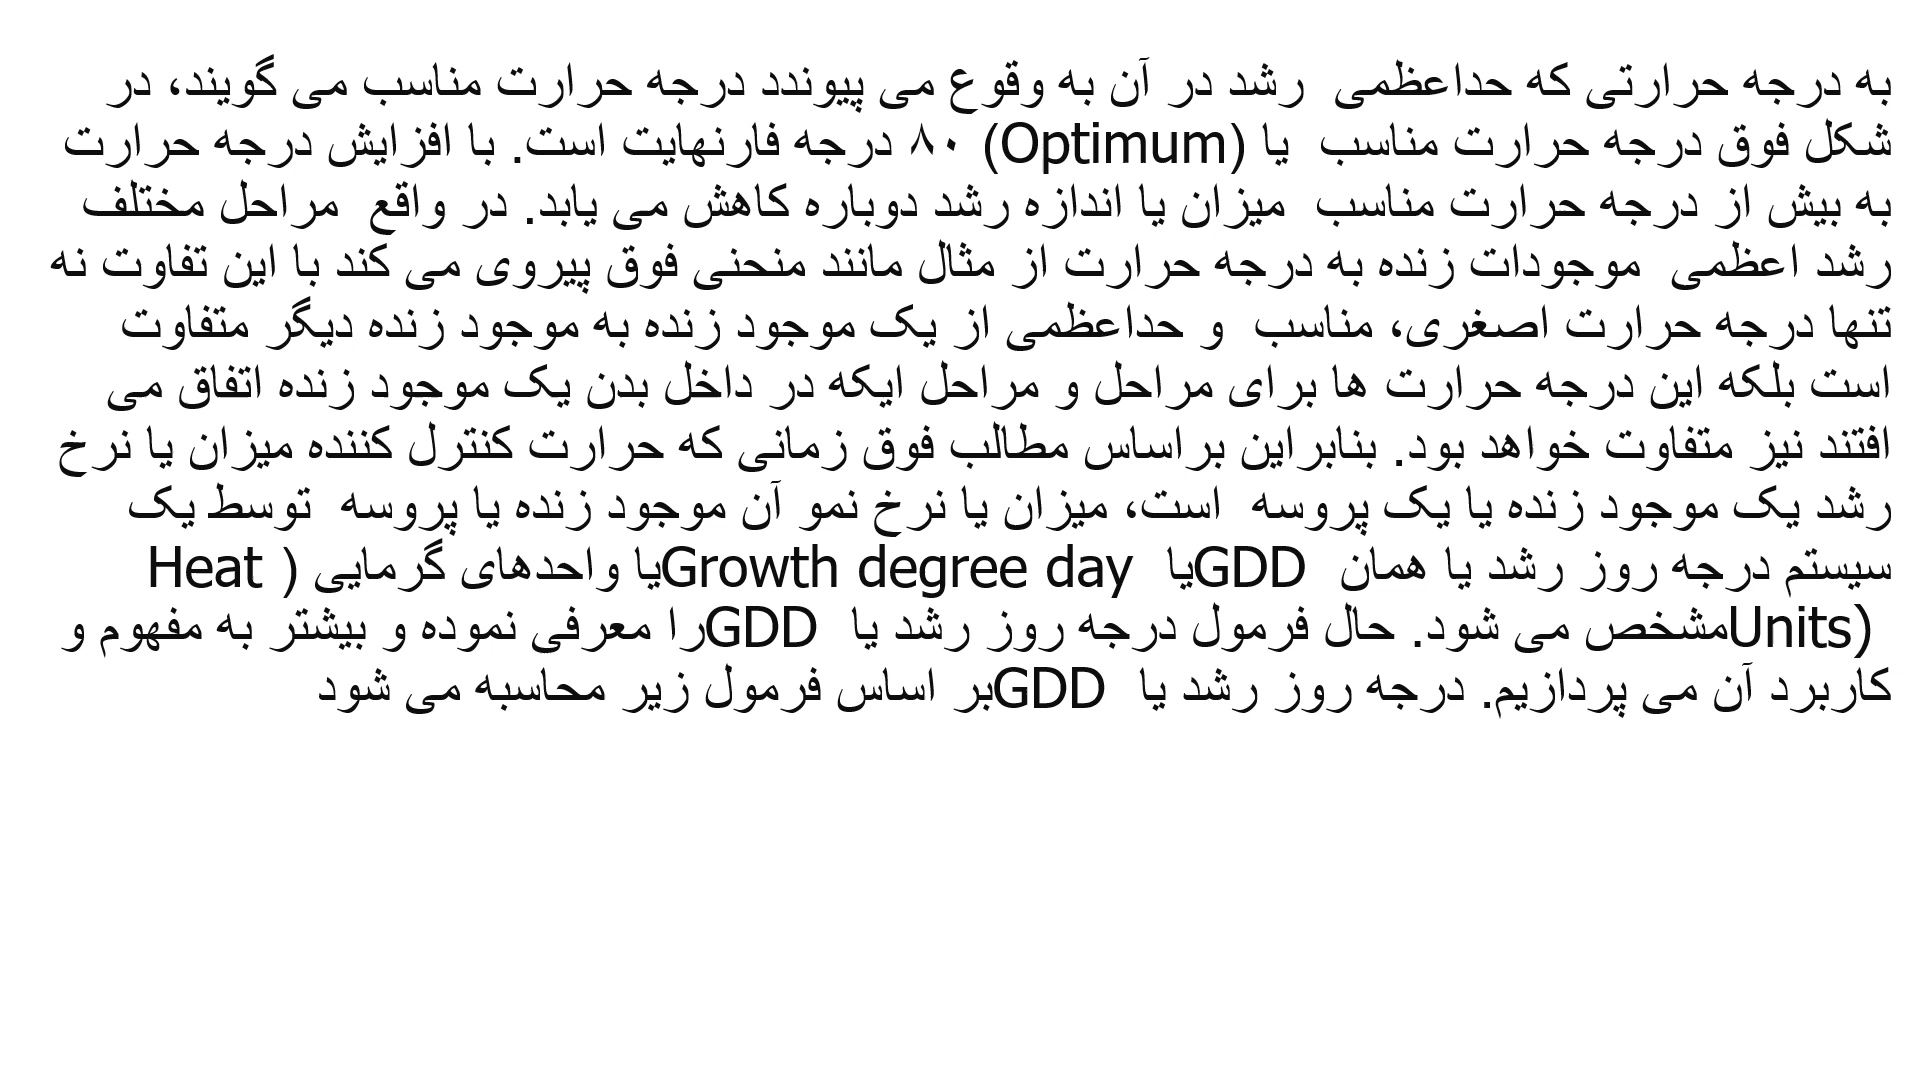 به درجه حرارتی که حداعظمی رشد در آن به وقوع می پیوندد درجه حرارت مناسب می گویند، در
شکل فوق درجه حرارت مناسب یا (Optimum) ۸۰ درجه فارنهایت است. با افزایش درجه حرارت
به بیش از درجه حرارت مناسب میزان یا اندازه رشد دوباره کاهش می یابد. در واقع مراحل مختلف
رشد اعظمی موجودات زنده به درجه حرارت از مثال مانند منحنی فوق پیروی می کند با این تفاوت نه
تنها درجه حرارت اصغری، مناسب و حداعظمی از یک موجود زنده به موجود زنده دیگر متفاوت
است بلکه این درجه حرارت ها برای مراحل و مراحل ایکه در داخل بدن یک موجود زنده اتفاق می
افتند نیز متفاوت خواهد بود. بنابراین براساس مطالب فوق زمانی که حرارت کنترل کننده میزان یا نرخ
رشد یک موجود زنده یا یک پروسه است، میزان یا نرخ نمو آن موجود زنده یا پروسه توسط یک
سیستم درجه روز رشد یا همان GDDیا Growth degree dayیا واحدهای گرمایی ( Heat
Units)مشخص می شود. حال فرمول درجه روز رشد یا GDDرا معرفی نموده و بیشتر به مفهوم و
کاربرد آن می پردازیم. درجه روز رشد یا GDDبر اساس فرمول زیر محاسبه می شود